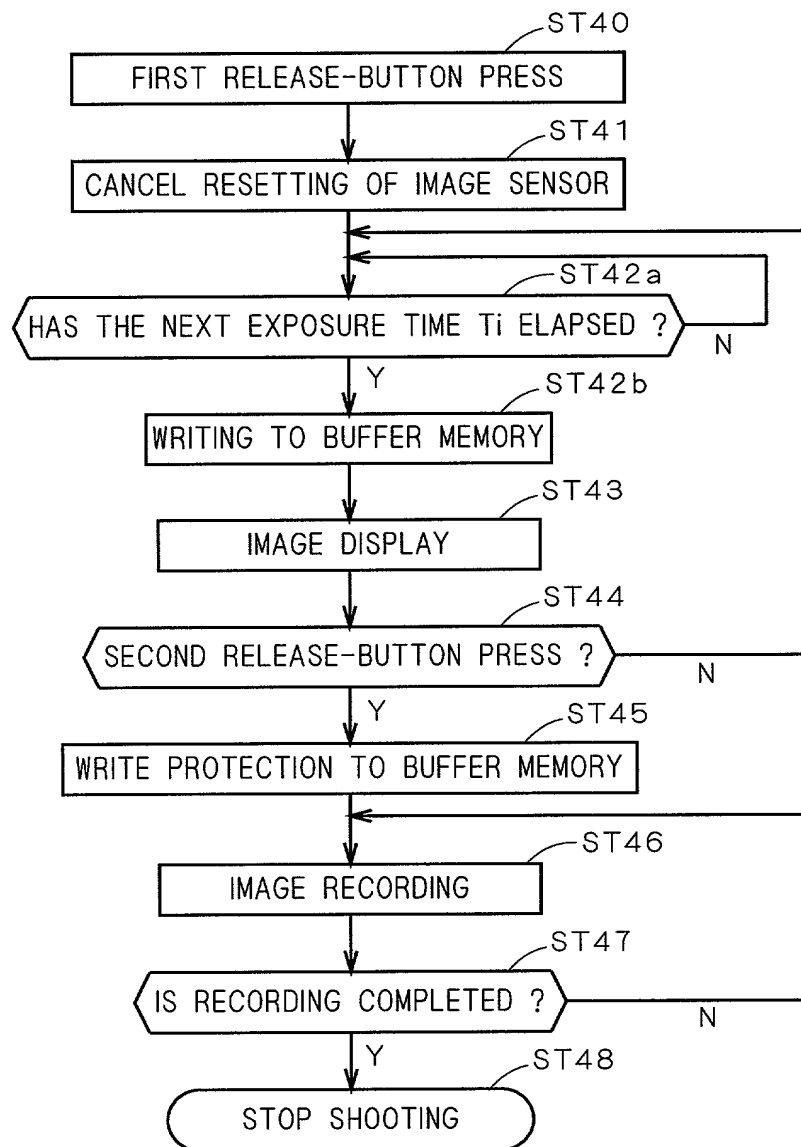 ST40
FIRST RELEASE-BUTTON PRESS
ST41
CANCEL RESETTING OF IMAGE SENSOR
ST42a
HAS THE NEXT EXPOSURE TIME Ti ELAPSED ?
N
Y
ST42b
WRITING TO BUFFER MEMORY
ST43
IMAGE DISPLAY
ST44
SECOND RELEASE-BUTTON PRESS ?
N
Y
ST45
WRITE PROTECTION TO BUFFER MEMORY
ST46
IMAGE RECORDING
ST47
IS RECORDING COMPLETED ?
N
Y
ST48
STOP SHOOTING